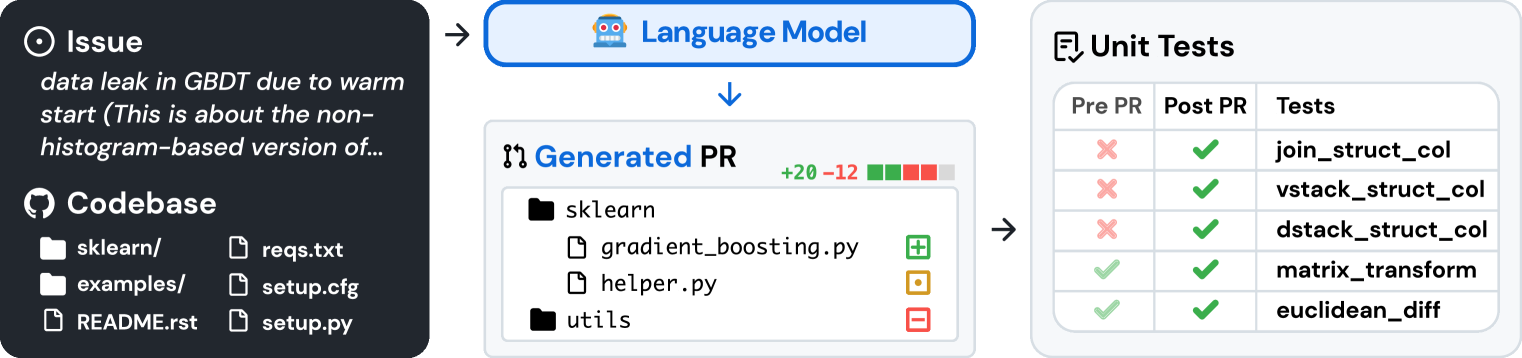 Issue
data leak in GBDT due to warm
start (This is about the non-
histogram-based version of...
Codebase
sklearn/
reqs.txt
examples/
setup.cfg
README.rst
setup.py
Language Model
Generated PR
+20 -12
sklearn
gradient_boosting.py
helper.py
utils
Unit Tests
Pre PR Post PR Tests
join_struct_col
vstack_struct_col
dstack_struct_col
matrix_transform
euclidean_diff